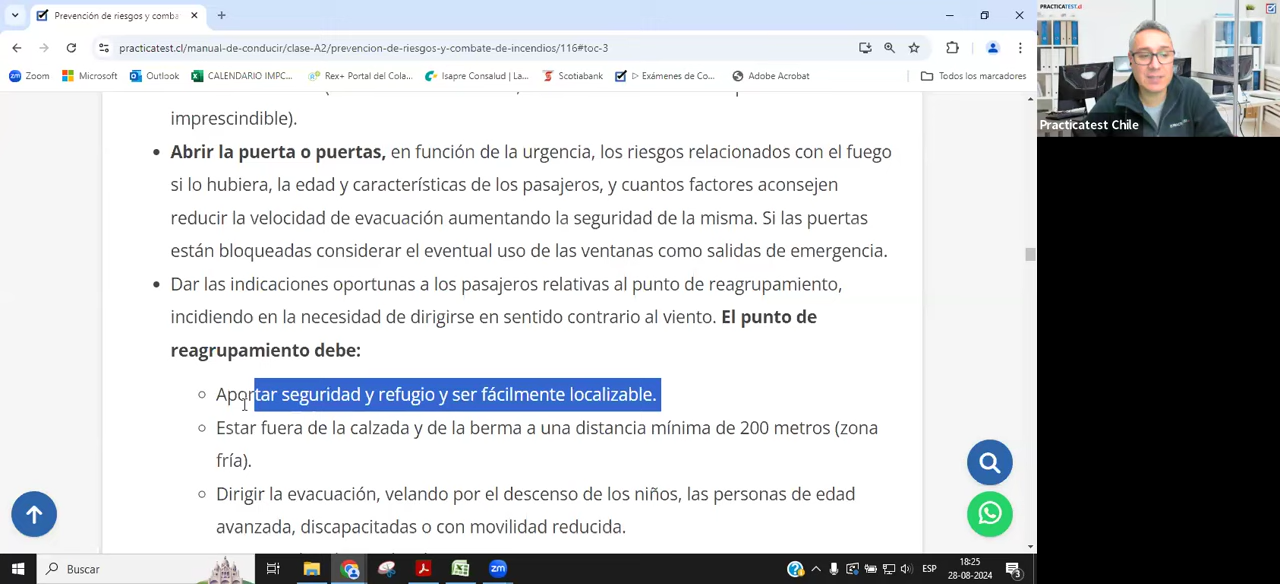 Prevención de riesgos y comba
practicatest.cl/manual-de-conducir/clase-A2/prevencion-de-riesgos-y-combate-de-incendios/116#toc-3
Zoom Microsoft Outlook CALENDARIO IMPC... Rex+ Portal del Cola... Isapre Consalud | La... Scotiabank ▷ Exámenes de Co... Adobe Acrobat Todos los marcadores
PRACTICATEST.cl
Practicatest Chile
imprescindible).
Abrir la puerta o puertas, en función de la urgencia, los riesgos relacionados con el fuego
si lo hubiera, la edad y características de los pasajeros, y cuantos factores aconsejen
reducir la velocidad de evacuación aumentando la seguridad de la misma. Si las puertas
están bloqueadas considerar el eventual uso de las ventanas como salidas de emergencia.
Dar las indicaciones oportunas a los pasajeros relativas al punto de reagrupamiento,
incidiendo en la necesidad de dirigirse en sentido contrario al viento. El punto de
reagrupamiento debe:
Aportar seguridad y refugio y ser fácilmente localizable.
Estar fuera de la calzada y de la berma a una distancia mínima de 200 metros (zona
fría).
Dirigir la evacuación, velando por el descenso de los niños, las personas de edad
avanzada, discapacitadas o con movilidad reducida.
Buscar
ESP
18:25
28-08-2024
3